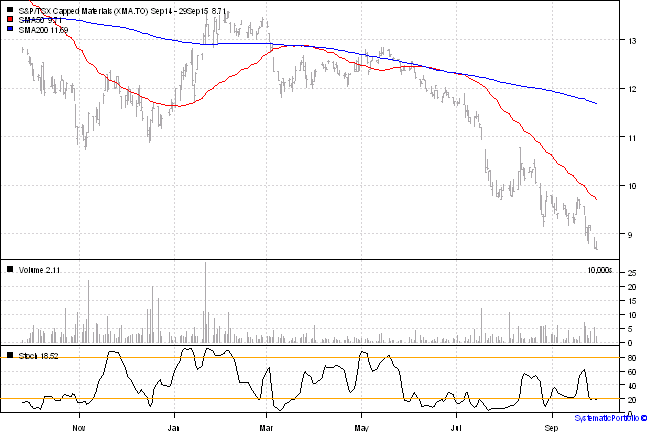 S&P/TSX Capped Materials (XMA.TO) Sep14 - 29Sep15 8.71
SMA50 9.71
SMA200 11.69
13
12
11
10
9
Volume 2.11
10,000s
25
20
15
10
5
0
Stoch 18.52
80
60
40
20
0
Nov Jan Mar May Jul Sep
SystematicPortfolio ©